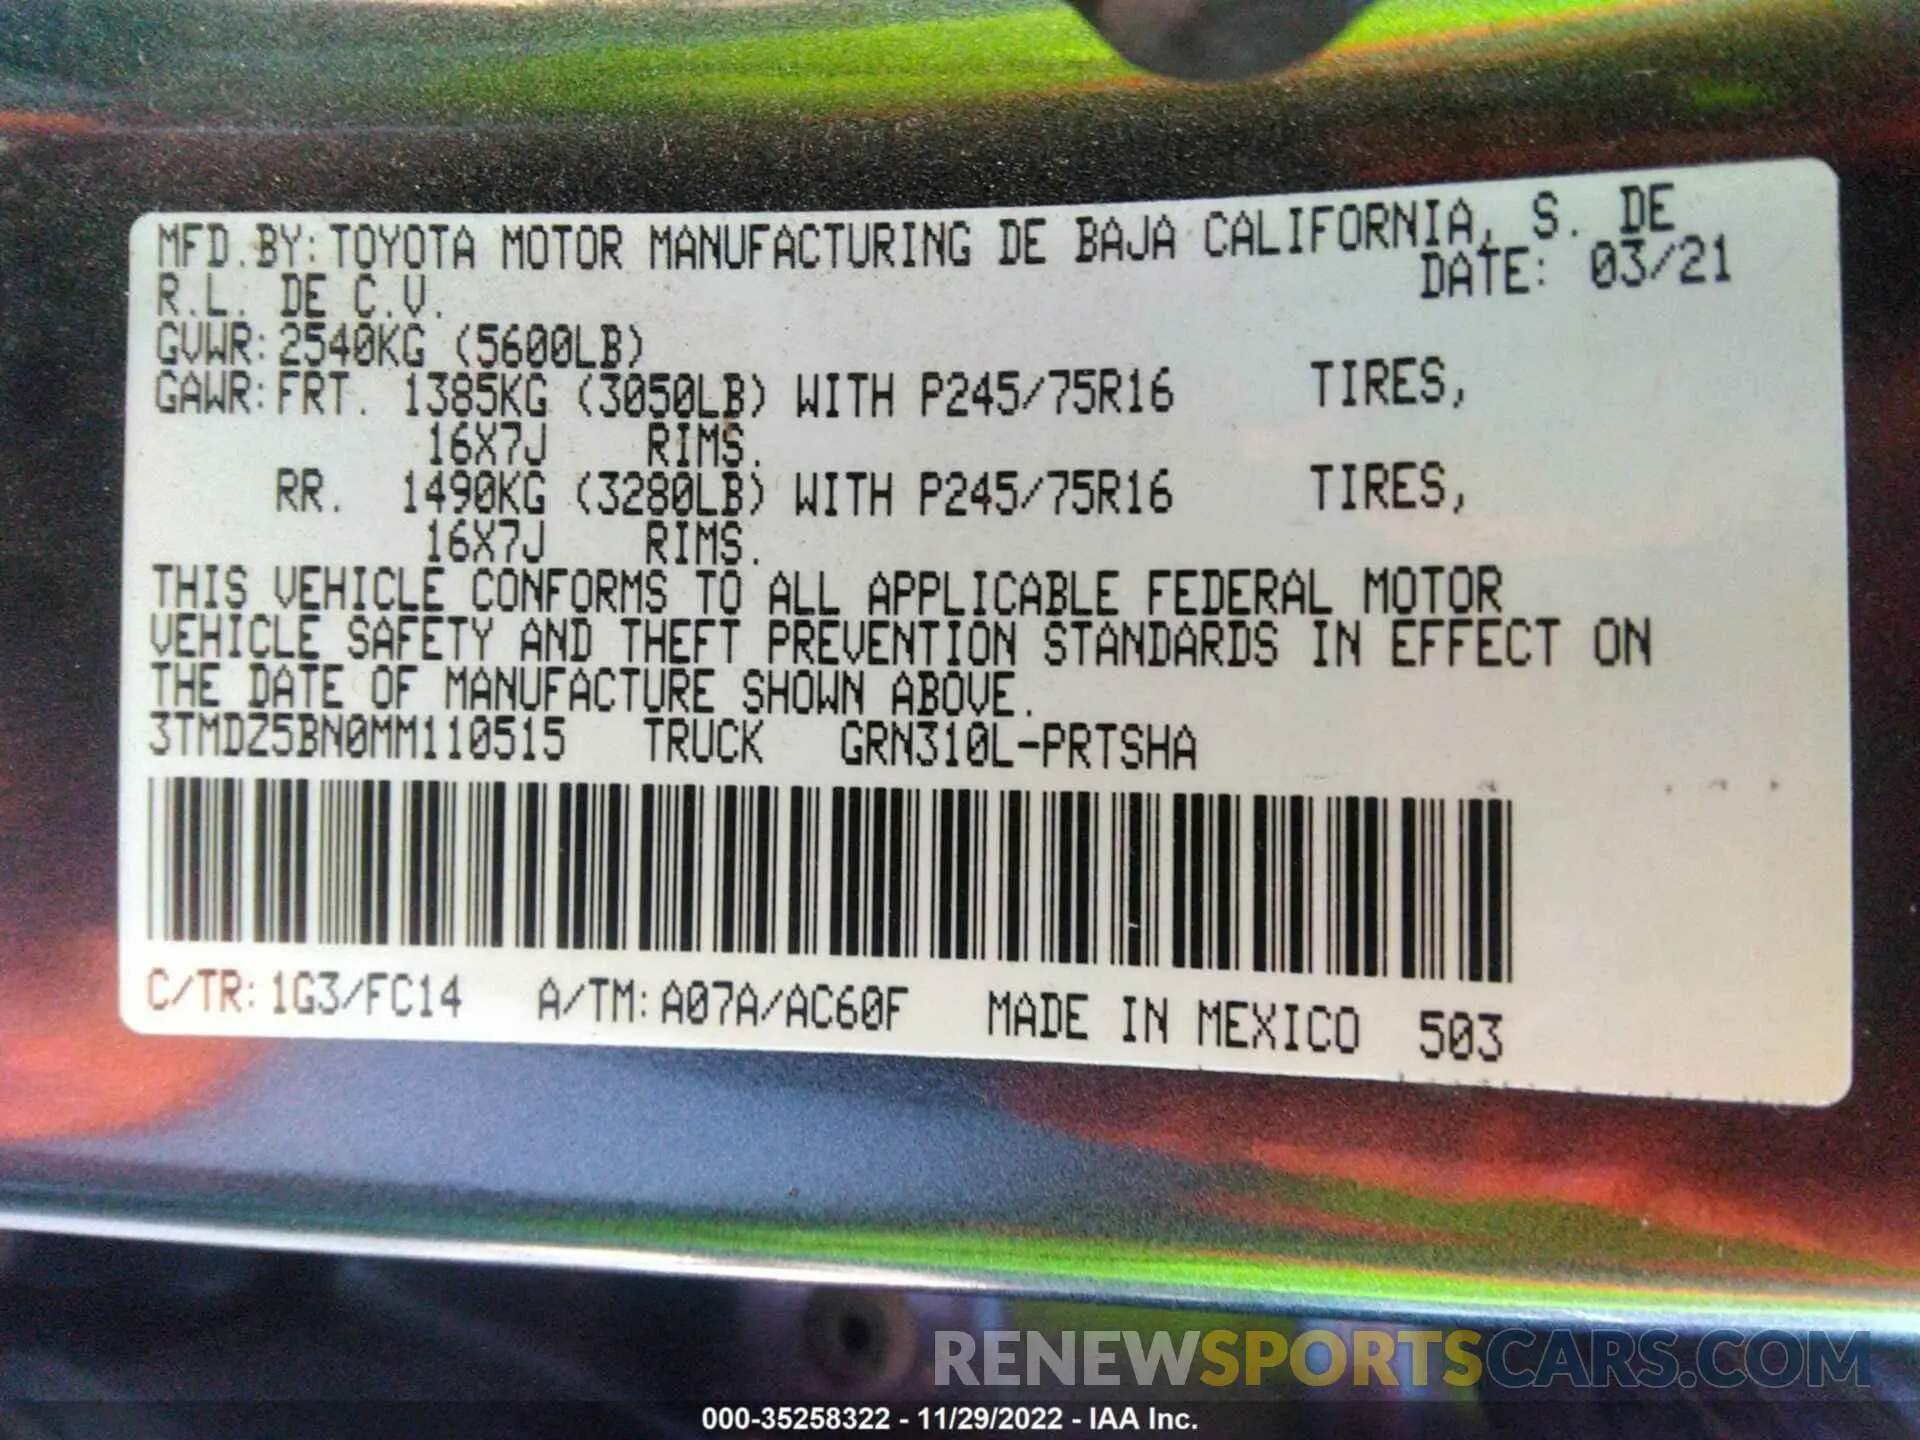 MFD.BY:TOYOTA MOTOR MANUFACTURING DE BAJA CALIFORNIA, S. DE
R.L. DE C.V. DATE: 03/21
GVWR:2540KG (5600LB)
GAWR:FRT. 1385KG (3050LB) WITH P245/75R16 TIRES,
16X7J RIMS.
RR. 1490KG (3280LB) WITH P245/75R16 TIRES,
16X7J RIMS.
THIS VEHICLE CONFORMS TO ALL APPLICABLE FEDERAL MOTOR
VEHICLE SAFETY AND THEFT PREVENTION STANDARDS IN EFFECT ON
THE DATE OF MANUFACTURE SHOWN ABOVE.
3TMDZ5BN0MM110515 TRUCK GRN310L-PRTSHA
C/TR:1G3/FC14 A/TM:A07A/AC60F MADE IN MEXICO 503
RENEWSPORTSCARS.COM
000-35258322 - 11/29/2022 - IAA Inc.